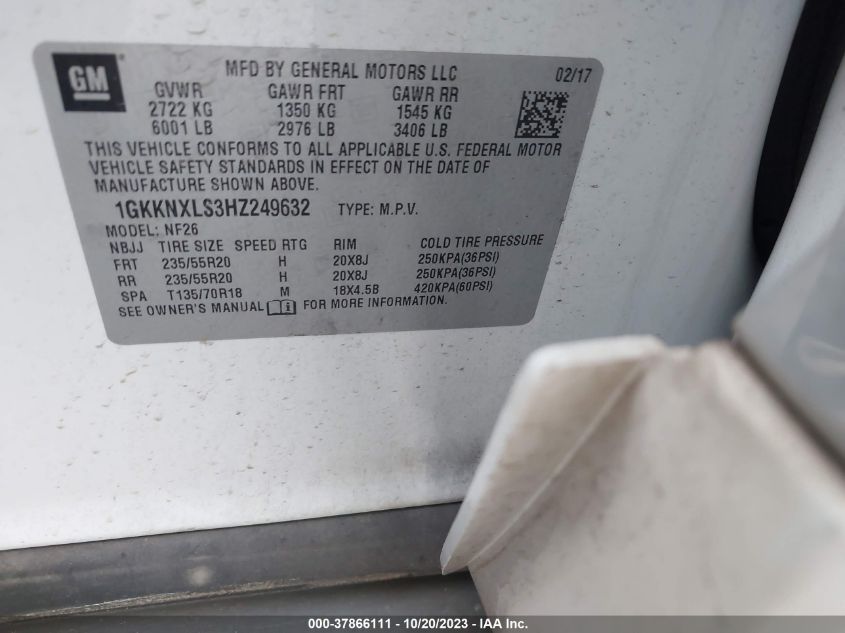 GM
MFD BY GENERAL MOTORS LLC 02/17
GVWR GAWR FRT GAWR RR
2722 KG 1350 KG 1545 KG
6001 LB 2976 LB 3406 LB
THIS VEHICLE CONFORMS TO ALL APPLICABLE U.S. FEDERAL MOTOR
VEHICLE SAFETY STANDARDS IN EFFECT ON THE DATE OF
MANUFACTURE SHOWN ABOVE.
1GKKNXLS3HZ249632 TYPE: M.P.V.
MODEL: NF26
NBJJ TIRE SIZE SPEED RTG RIM COLD TIRE PRESSURE
FRT 235/55R20 H 20X8J 250KPA(36PSI)
RR 235/55R20 H 20X8J 250KPA(36PSI)
SPA T135/70R18 M 18X4.5B 420KPA(60PSI)
SEE OWNER'S MANUAL i FOR MORE INFORMATION.
000-37866111 - 10/20/2023 - IAA Inc.